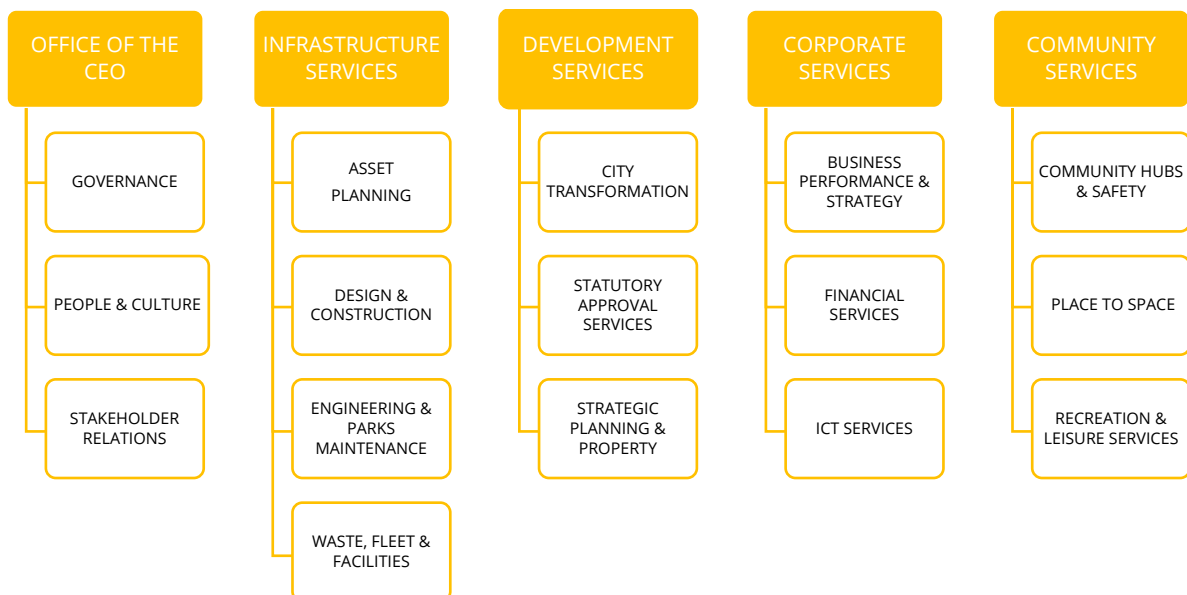 OFFICE OF THE
CEO
GOVERNANCE
PEOPLE & CULTURE
STAKEHOLDER
RELATIONS
INFRASTRUCTURE
SERVICES
ASSET
PLANNING
DESIGN &
CONSTRUCTION
ENGINEERING &
PARKS
MAINTENANCE
WASTE, FLEET &
FACILITIES
DEVELOPMENT
SERVICES
CITY
TRANSFORMATION
STATUTORY
APPROVAL
SERVICES
STRATEGIC
PLANNING &
PROPERTY
CORPORATE
SERVICES
BUSINESS
PERFORMANCE &
STRATEGY
FINANCIAL
SERVICES
ICT SERVICES
COMMUNITY
SERVICES
COMMUNITY HUBS
& SAFETY
PLACE TO SPACE
RECREATION &
LEISURE SERVICES